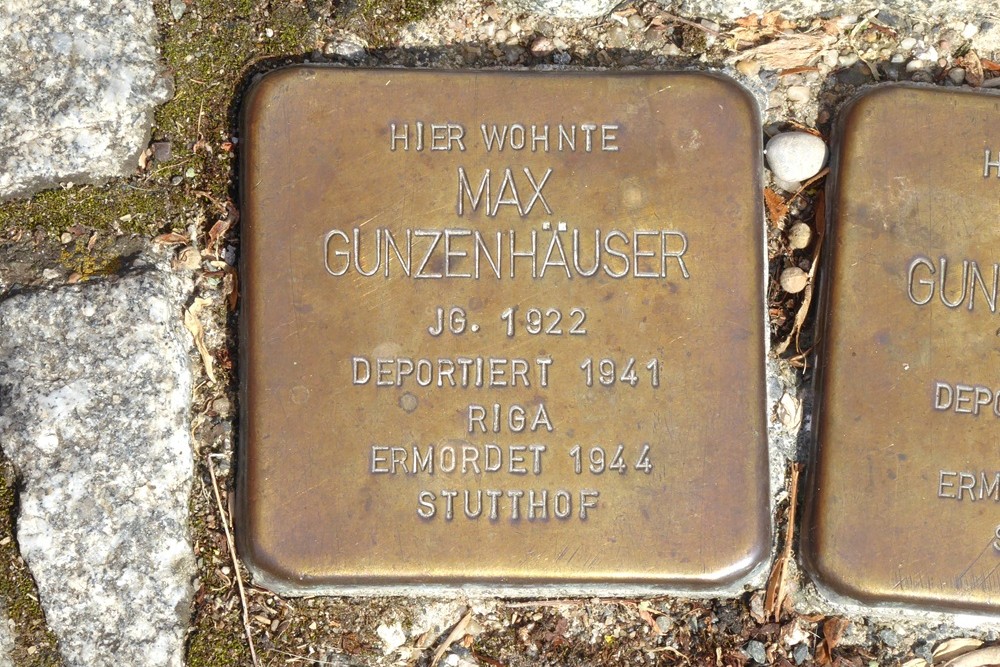 HIER WOHNTE
MAX
GUNZENHÄUSER
JG. 1922
DEPORTIERT 1941
RIGA
ERMORDET 1944
STUTTHOF